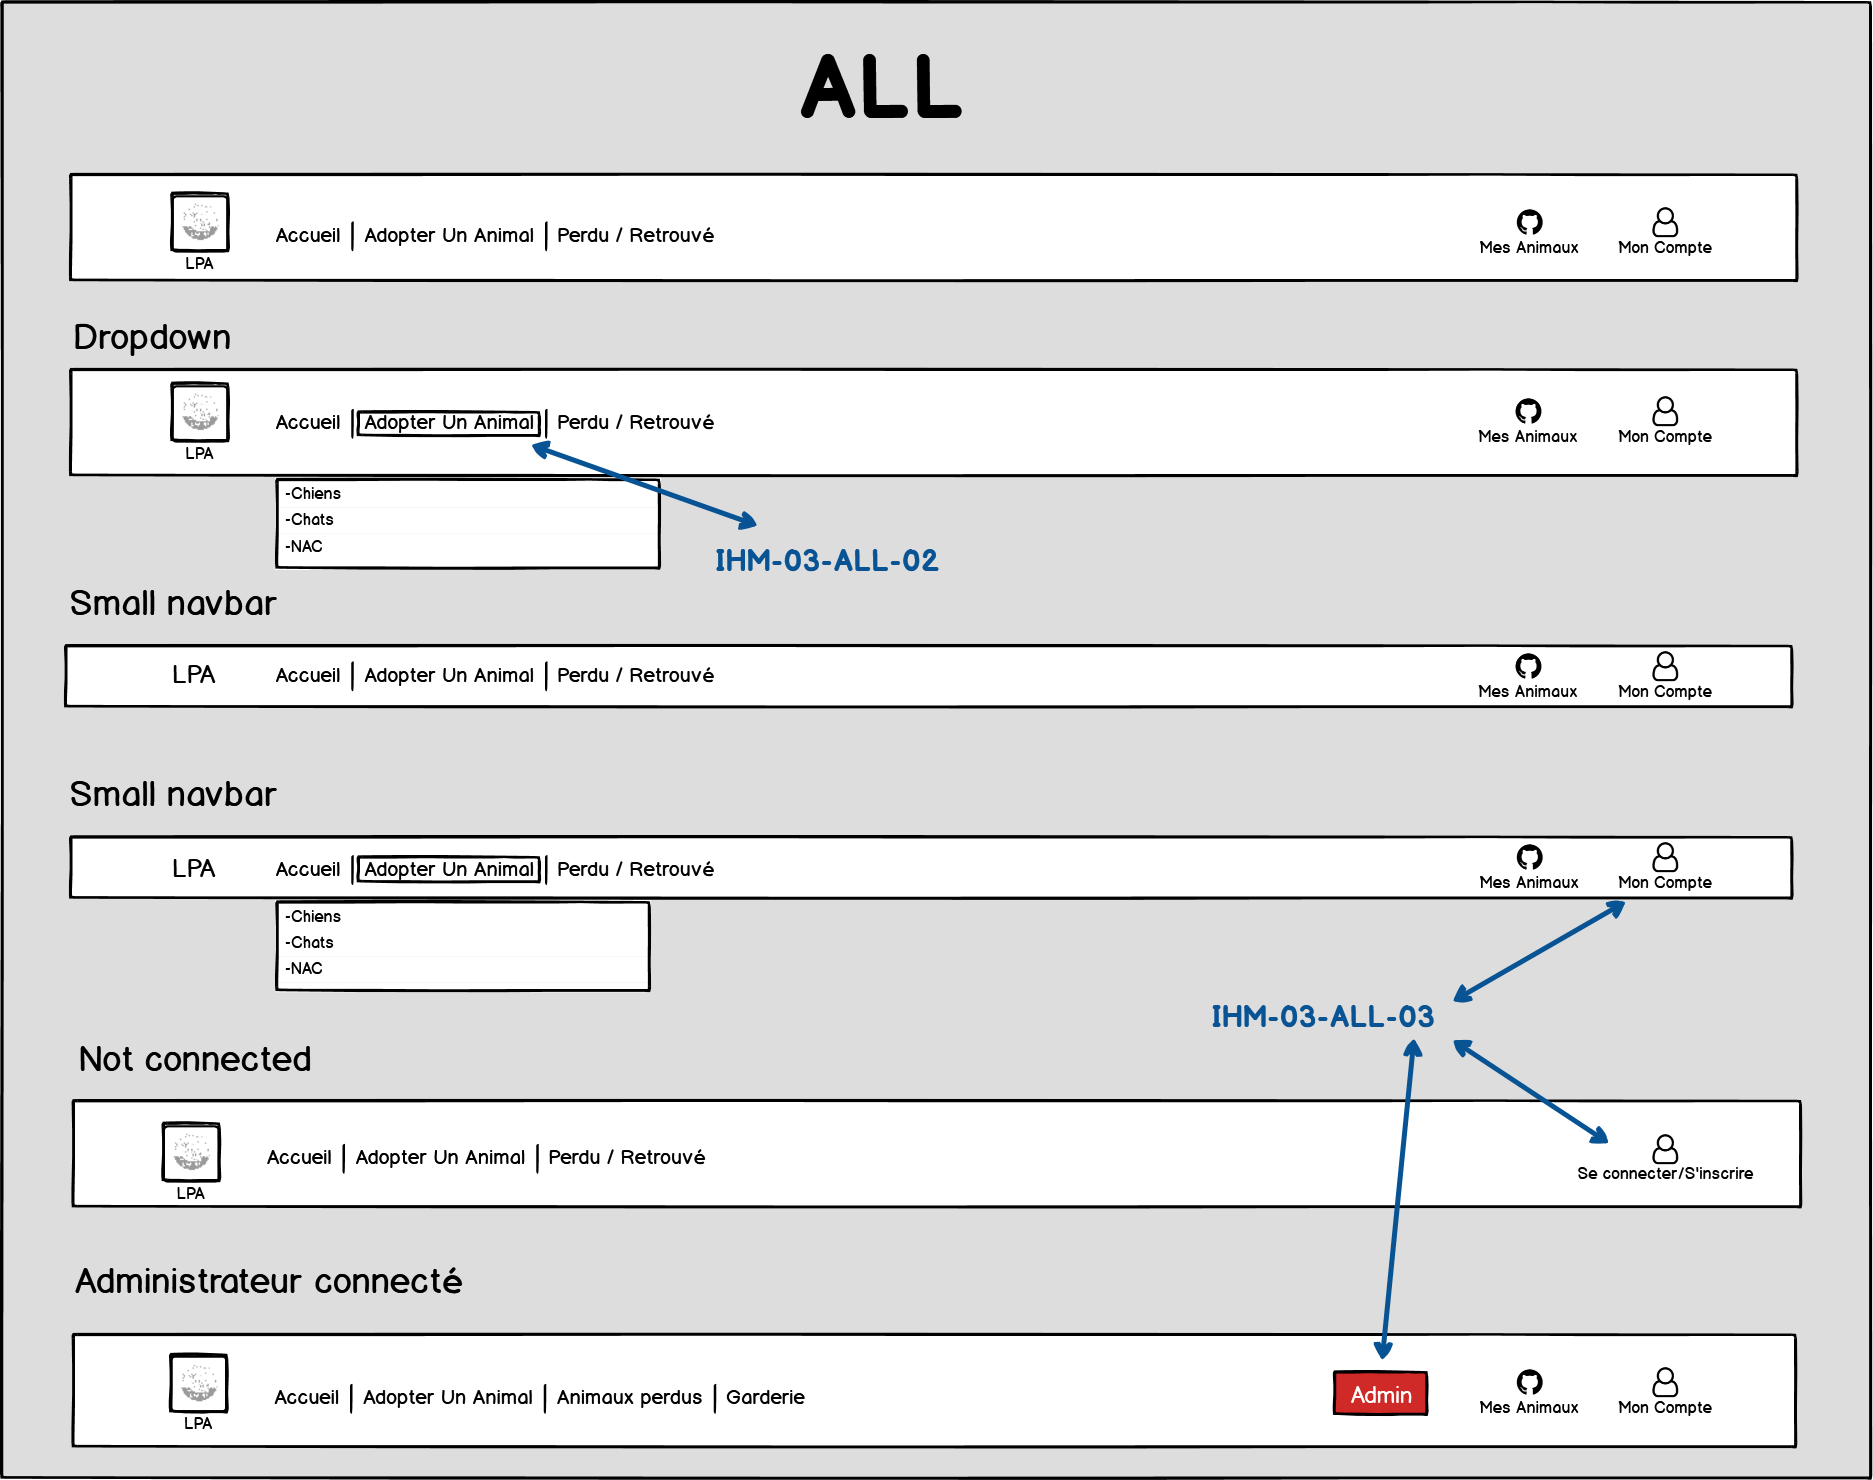 ALL
Accueil | Adopter Un Animal | Perdu / Retrouvé
Mes Animaux
Mon Compte
LPA
Dropdown
Accueil | Adopter Un Animal | Perdu / Retrouvé
Mes Animaux
Mon Compte
LPA
-Chiens
-Chats
-NAC
IHM-03-ALL-02
Small navbar
LPA
Accueil | Adopter Un Animal | Perdu / Retrouvé
Mes Animaux
Mon Compte
Small navbar
LPA
Accueil | Adopter Un Animal | Perdu / Retrouvé
Mes Animaux
Mon Compte
-Chiens
-Chats
-NAC
IHM-03-ALL-03
Not connected
Accueil | Adopter Un Animal | Perdu / Retrouvé
Se connecter/S'inscrire
LPA
Administrateur connecté
Accueil | Adopter Un Animal | Animaux perdus | Garderie
Admin
Mes Animaux
Mon Compte
LPA